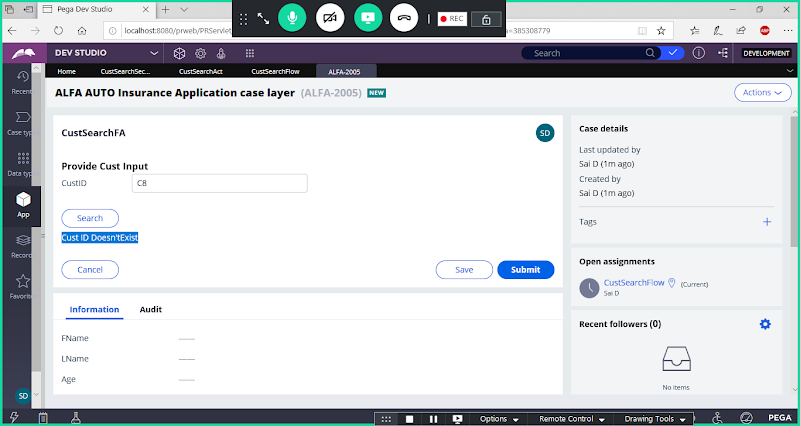 Pega Dev Studio
localhost:8080/prweb/PRServlet
=385308779
REC
ABP
DEV STUDIO
Search
DEVELOPMENT
Home
CustSearchSec...
CustSearchAct
CustSearchFlow
ALFA-2005
Recent
Case type
Data type
App
Record
Favorite
SD
ALFA AUTO Insurance Application case layer (ALFA-2005) NEW
Actions
CustSearchFA
SD
Provide Cust Input
CustID
C8
Search
Cust ID Doesn'tExist
Cancel
Save
Submit
Information
Audit
FName
LName
Age
Case details
Last updated by
Sai D (1m ago)
Created by
Sai D (1m ago)
Tags
Open assignments
CustSearchFlow (Current)
Sai D
Recent followers (0)
No items
Options
Remote Control
Drawing Tools
PEGA